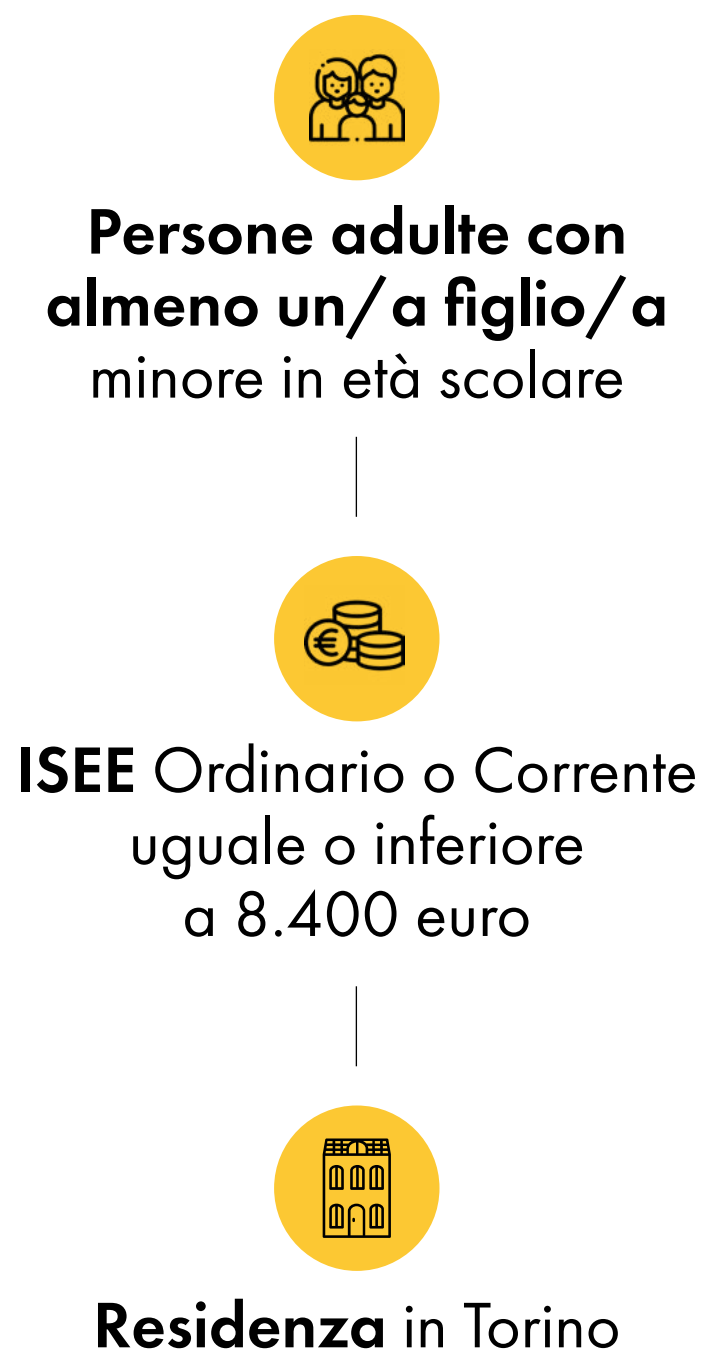 Persone adulte con
almeno un/a figlio/a
minore in età scolare
€
ISEE Ordinario o Corrente
uguale o inferiore
a 8.400 euro
Residenza in Torino